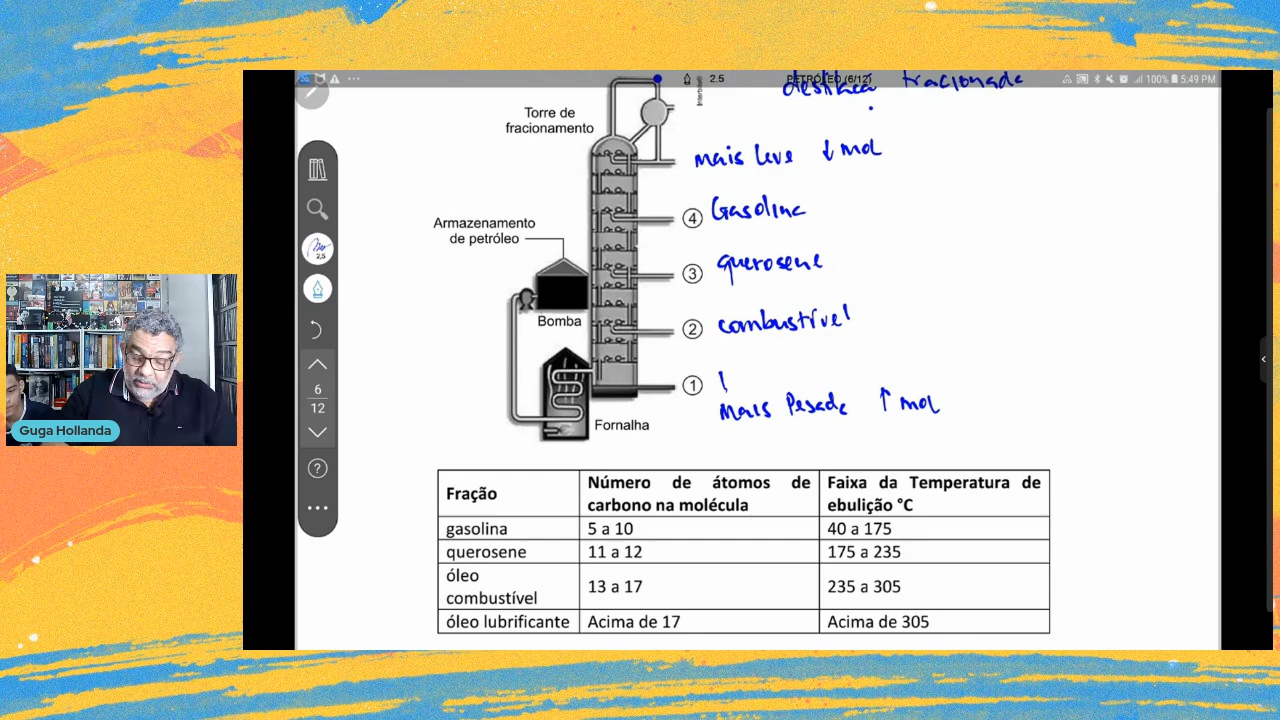 2.5
PETRÓLEO (6/12)
100% 5:49 PM
fracionada
Torre de
fracionamento
mais leve ↓ mol
Armazenamento
de petróleo
④ Gasolina
③ querosene
Bomba
② combustível
①
Mais Pesada ↑ mol
Fornalha
2,5
6
12
?
Guga Hollanda
Fração Número de átomos de carbono na molécula Faixa da Temperatura de ebulição °C
gasolina 5 a 10 40 a 175
querosene 11 a 12 175 a 235
óleo combustível 13 a 17 235 a 305
óleo lubrificante Acima de 17 Acima de 305